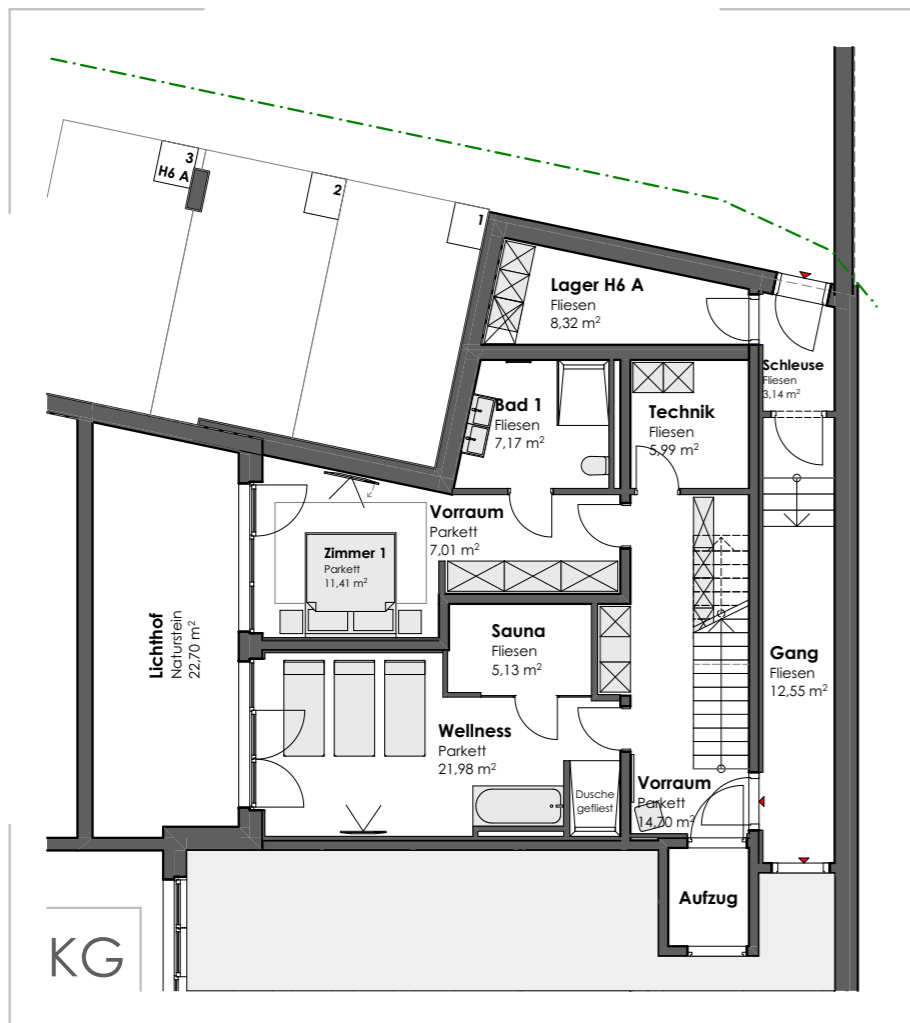 3
H6 A
2
1
Lager H6 A
Fliesen
8,32 m²
Schleuse
Fliesen
3,14 m²
Bad 1
Fliesen
7,17 m²
Technik
Fliesen
5,99 m²
Vorraum
Parkett
7,01 m²
Zimmer 1
Parkett
11,41 m²
Lichthof
Naturstein
22,70 m²
Sauna
Fliesen
5,13 m²
Gang
Fliesen
12,55 m²
Wellness
Parkett
21,98 m²
Dusche
gefliest
Vorraum
Parkett
14,70 m²
Aufzug
KG